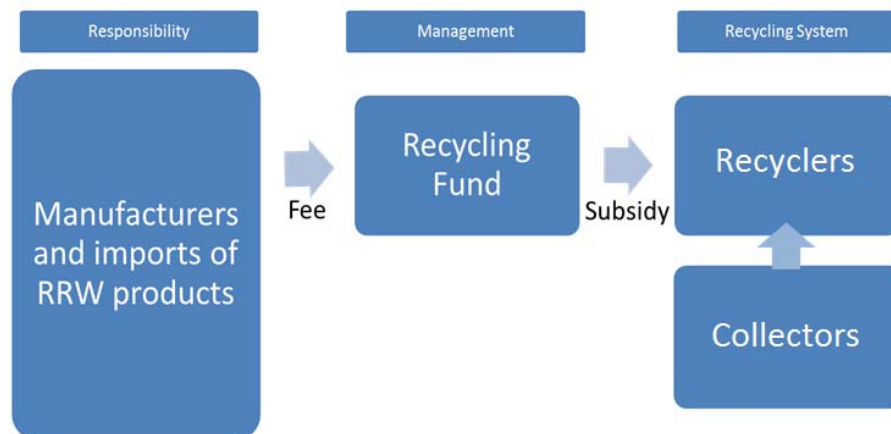 Responsibility
Management
Recycling System
Manufacturers
and imports of
RRW products
Fee
Recycling
Fund
Subsidy
Recyclers
Collectors